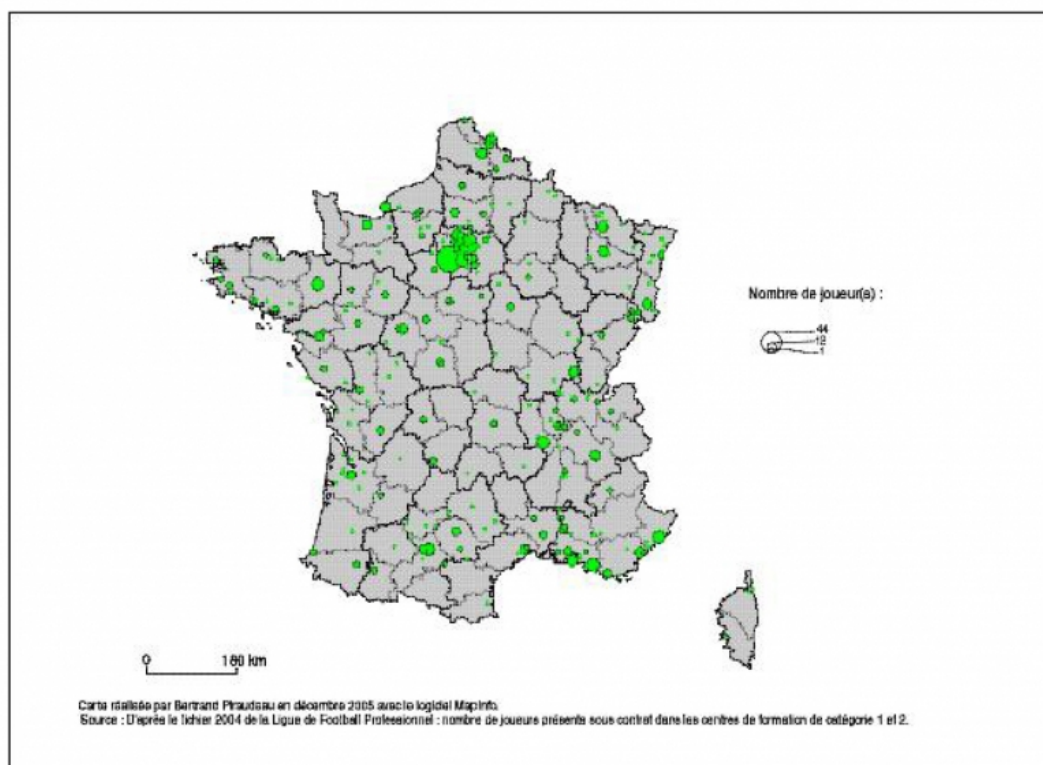 Nombre de joueur(s) :
44
12
1
0 180 km
Carte réalisée par Bertrand Piraudeau en décembre 2005 avec le logiciel MapInfo.
Source : D'après le fichier 2004 de la Ligue de Football Professionnel : nombre de joueurs présents sous contrat dans les centres de formation de catégorie 1 et 2.